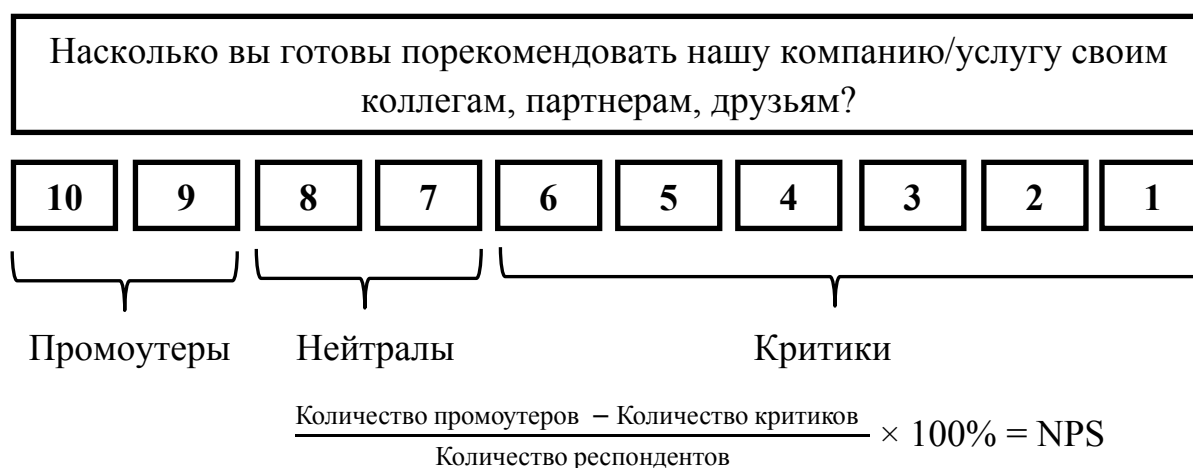 Насколько вы готовы порекомендовать нашу компанию/услугу своим
коллегам, партнерам, друзьям?
10 9 8 7 6 5 4 3 2 1
Промоутеры Нейтралы Критики
Количество промоутеров − Количество критиков
Количество респондентов
× 100% = NPS